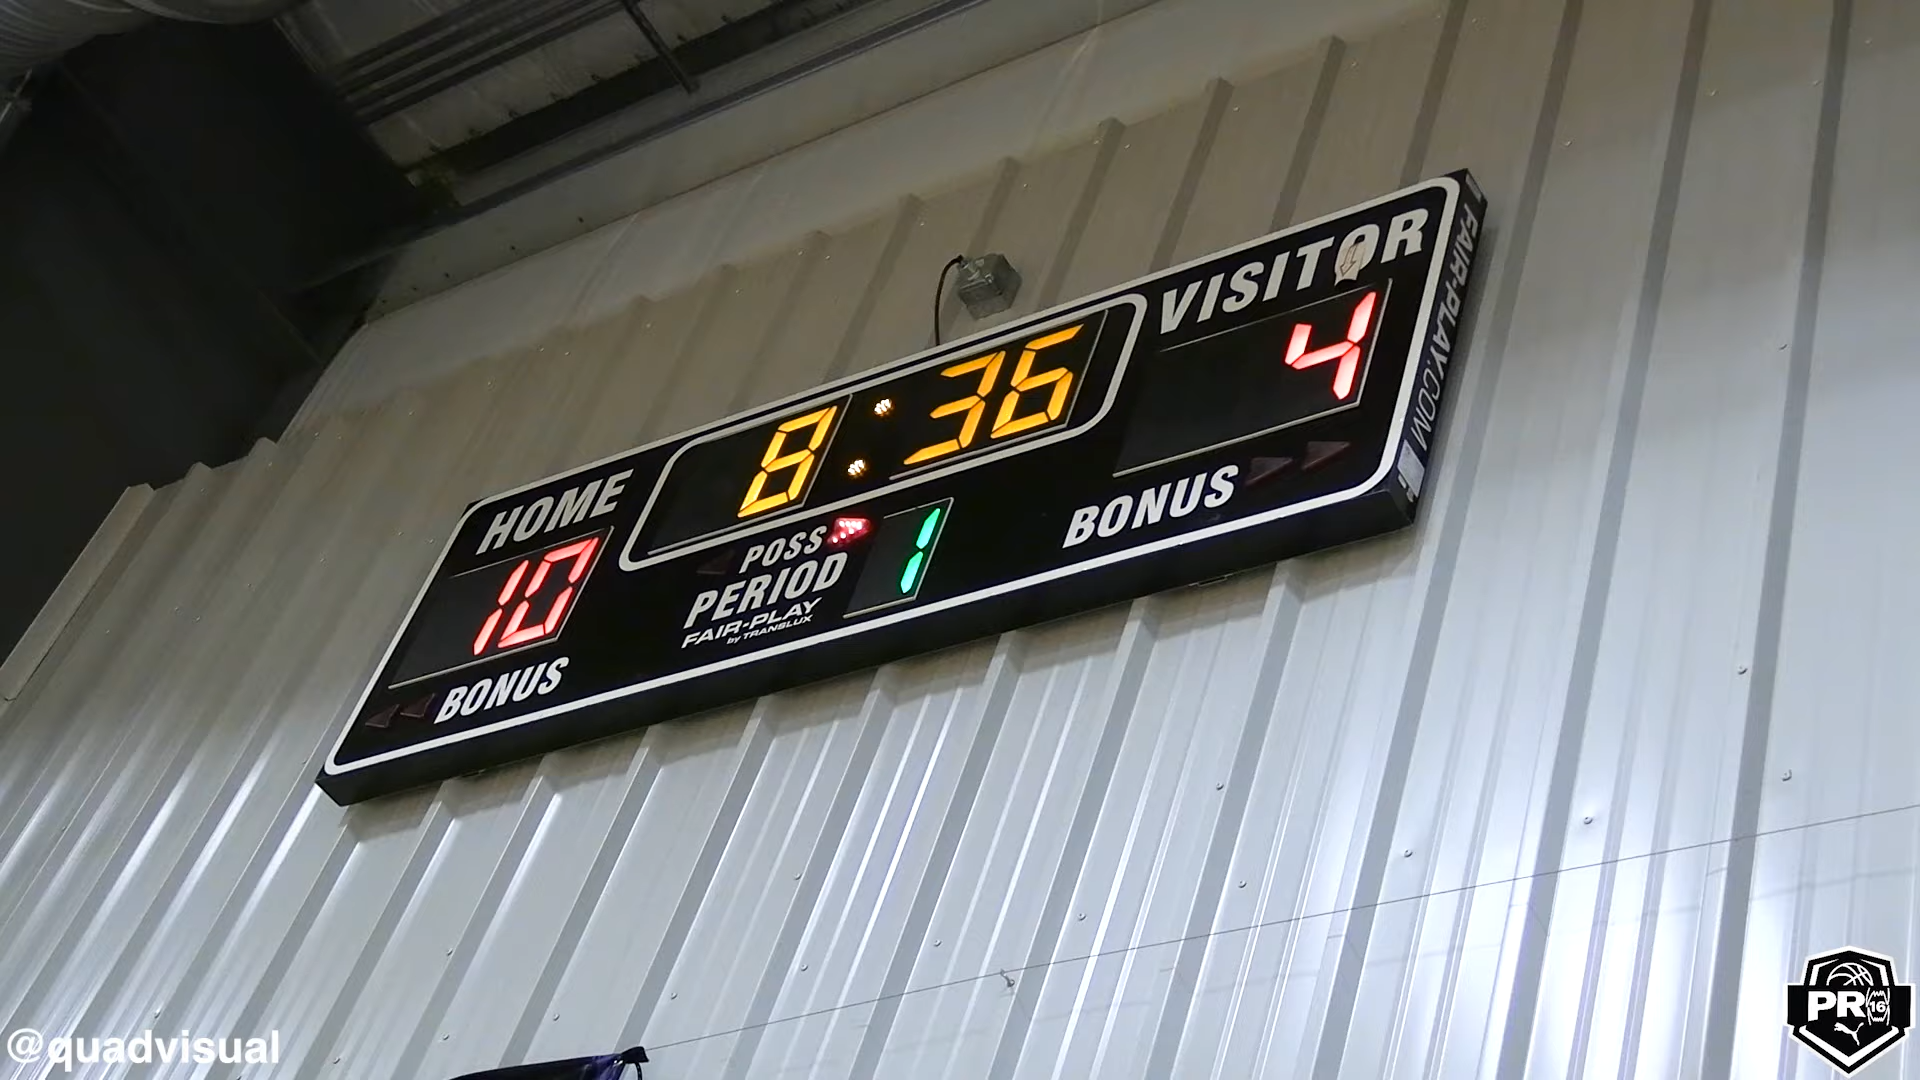 HOME
10
BONUS
8:36
POSS
PERIOD
1
FAIR-PLAY
by TRANSLUX
VISITOR
4
BONUS
FAIR-PLAY.COM
@quadvisual
PR16